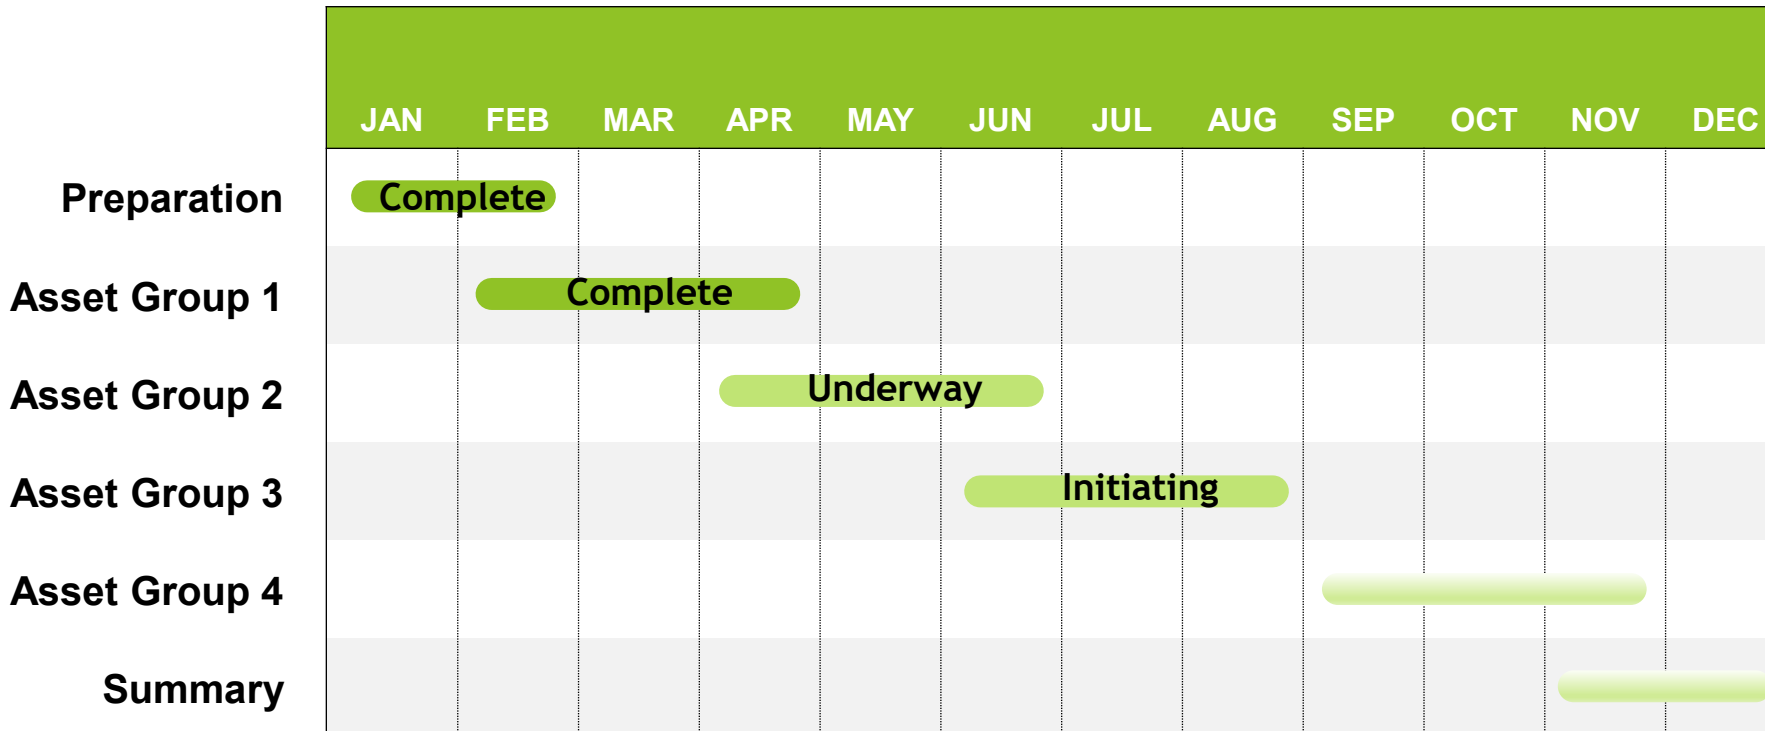 JAN FEB MAR APR MAY JUN JUL AUG SEP OCT NOV DEC
Preparation Complete
Asset Group 1 Complete
Asset Group 2 Underway
Asset Group 3 Initiating
Asset Group 4
Summary